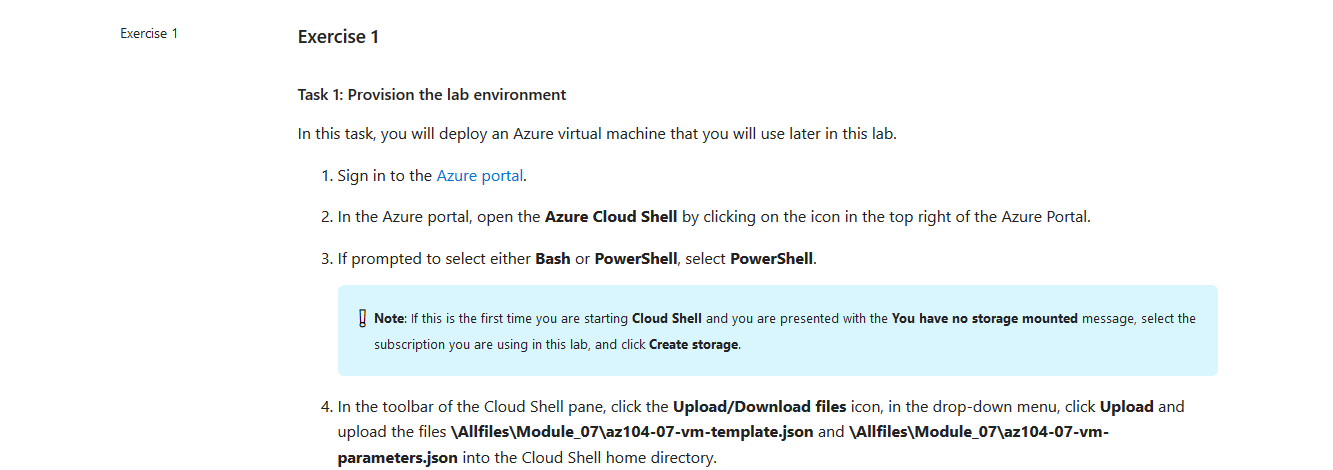 Exercise 1
Exercise 1
Task 1: Provision the lab environment
In this task, you will deploy an Azure virtual machine that you will use later in this lab.
1. Sign in to the Azure portal.
2. In the Azure portal, open the Azure Cloud Shell by clicking on the icon in the top right of the Azure Portal.
3. If prompted to select either Bash or PowerShell, select PowerShell.
Note: If this is the first time you are starting Cloud Shell and you are presented with the You have no storage mounted message, select the
subscription you are using in this lab, and click Create storage.
4. In the toolbar of the Cloud Shell pane, click the Upload/Download files icon, in the drop-down menu, click Upload and
upload the files \Allfiles\Module_07\az104-07-vm-template.json and \Allfiles\Module_07\az104-07-vm-
parameters.json into the Cloud Shell home directory.